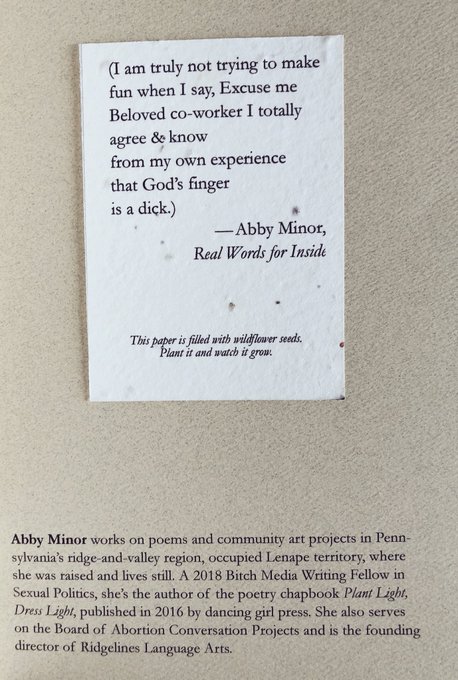 (I am truly not trying to make
fun when I say, Excuse me
Beloved co-worker I totally
agree & know
from my own experience
that God's finger
is a dick.)
—Abby Minor,
Real Words for Inside
This paper is filled with wildflower seeds.
Plant it and watch it grow.
Abby Minor works on poems and community art projects in Penn-
sylvania's ridge-and-valley region, occupied Lenape territory, where
she was raised and lives still. A 2018 Bitch Media Writing Fellow in
Sexual Politics, she's the author of the poetry chapbook Plant Light,
Dress Light, published in 2016 by dancing girl press. She also serves
on the Board of Abortion Conversation Projects and is the founding
director of Ridgelines Language Arts.